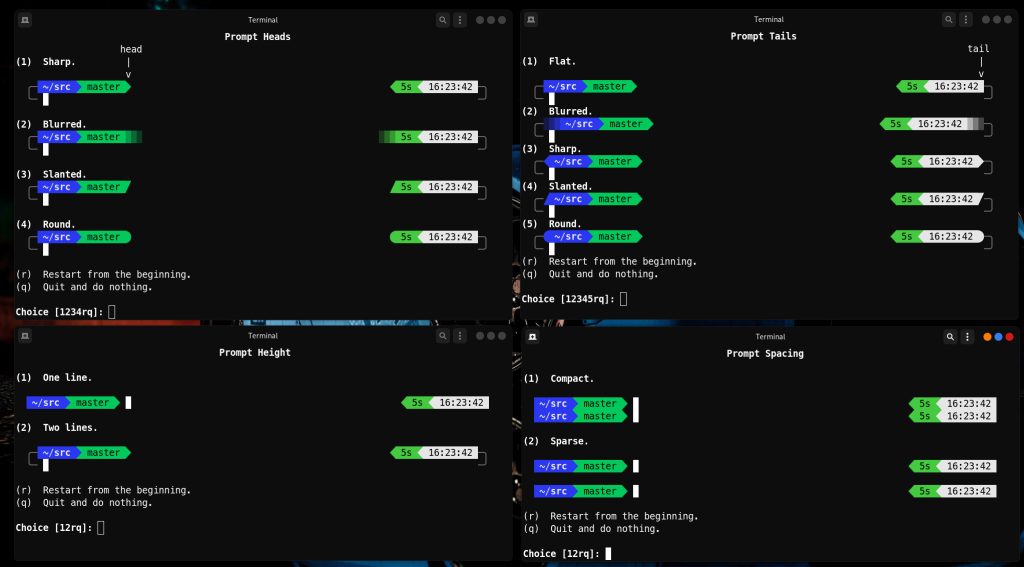 Terminal
Prompt Heads
head
|
(1) Sharp.
v
~/src master 5s 16:23:42
(2) Blurred.
~/src master 5s 16:23:42
(3) Slanted.
~/src master 5s 16:23:42
(4) Round.
~/src master 5s 16:23:42
(r) Restart from the beginning.
(q) Quit and do nothing.
Choice [1234rq]:
Terminal
Prompt Tails
tail
(1) Flat. |
v
~/src master 5s 16:23:42
(2) Blurred.
~/src master 5s 16:23:42
(3) Sharp.
~/src master 5s 16:23:42
(4) Slanted.
~/src master 5s 16:23:42
(5) Round.
~/src master 5s 16:23:42
(r) Restart from the beginning.
(q) Quit and do nothing.
Choice [12345rq]:
Terminal
Prompt Height
(1) One line.
~/src master 5s 16:23:42
(2) Two lines.
~/src master 5s 16:23:42
(r) Restart from the beginning.
(q) Quit and do nothing.
Choice [12rq]:
Terminal
Prompt Spacing
(1) Compact.
~/src master 5s 16:23:42
~/src master 5s 16:23:42
(2) Sparse.
~/src master 5s 16:23:42
~/src master 5s 16:23:42
(r) Restart from the beginning.
(q) Quit and do nothing.
Choice [12rq]: